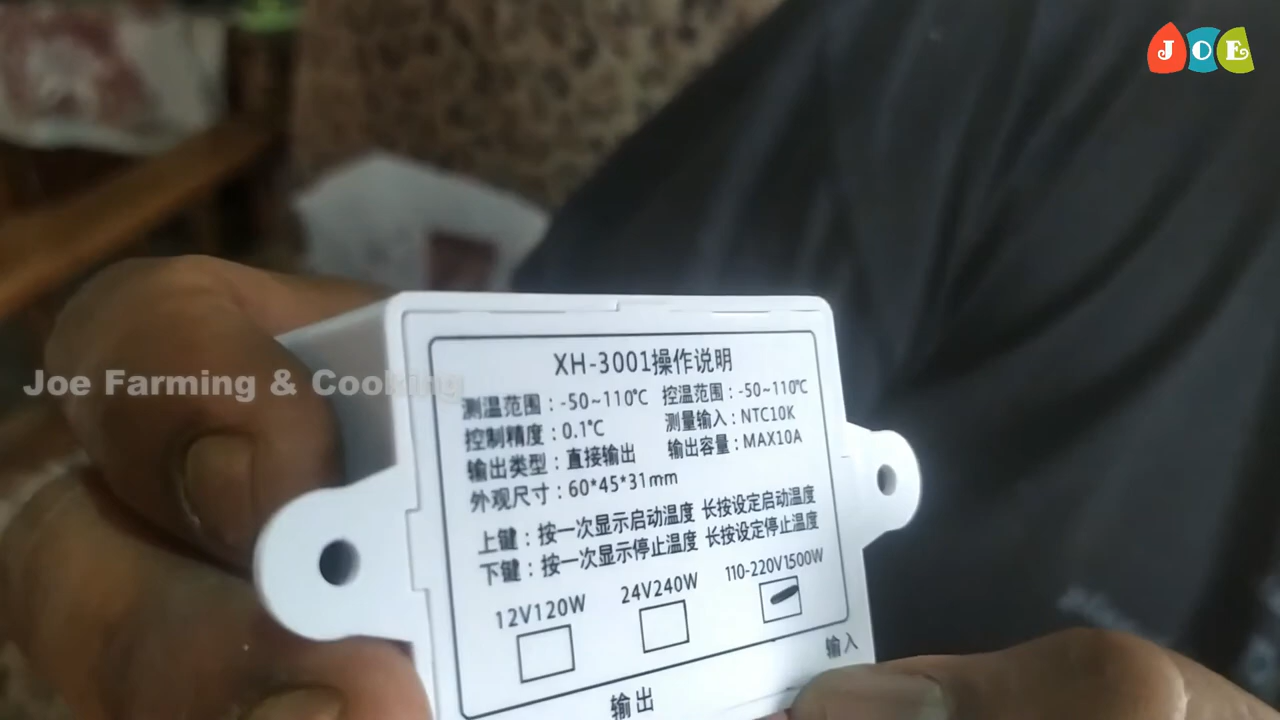 JOE
XH-3001操作说明
测温范围：-50~110℃ 控温范围：-50~110℃
控制精度：0.1℃ 测量输入：NTC10K
输出类型：直接输出 输出容量：MAX10A
外观尺寸：60*45*31mm
上键：按一次显示启动温度 长按设定启动温度
下键：按一次显示停止温度 长按设定停止温度
12V120W 24V240W 110-220V1500W
输出 输入
Joe Farming & Cooking